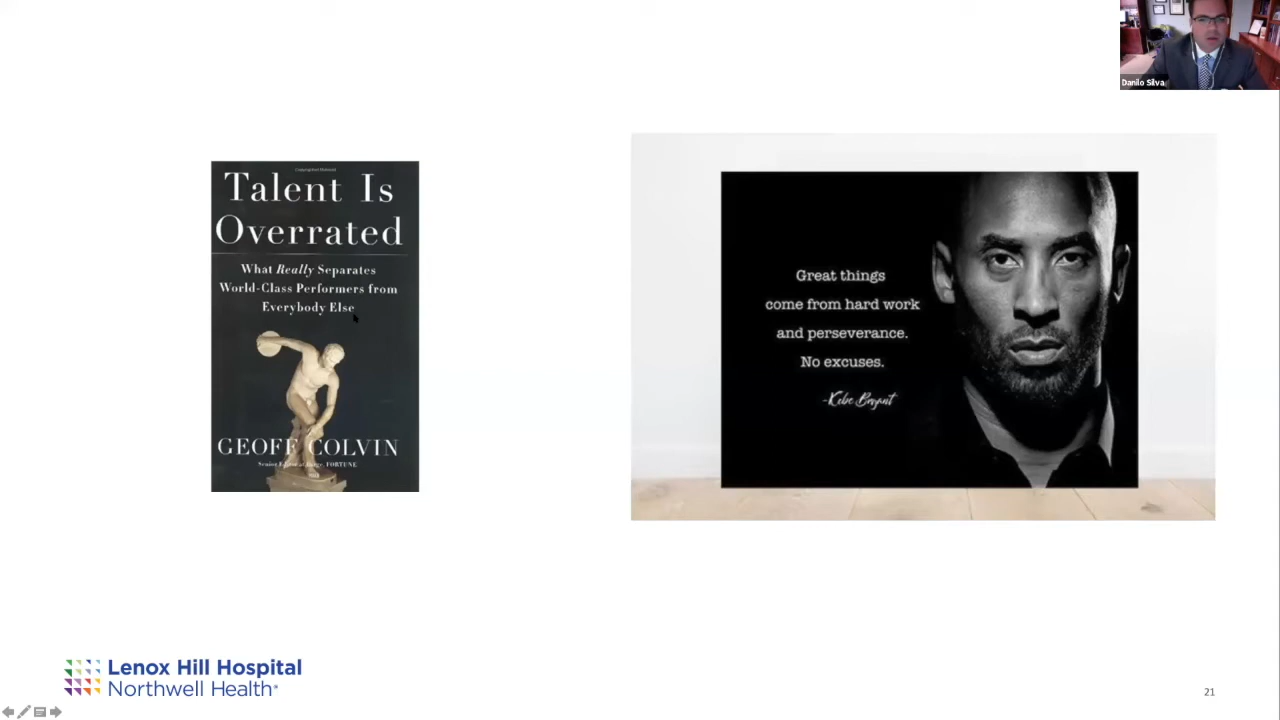 Danilo Silva
Talent Is
Overrated
What Really Separates
World-Class Performers from
Everybody Else
GEOFF COLVIN
Senior Editor at Large, FORTUNE
Great things
come from hard work
and perseverance.
No excuses.
-Kobe Bryant
Lenox Hill Hospital
Northwell Health®
21